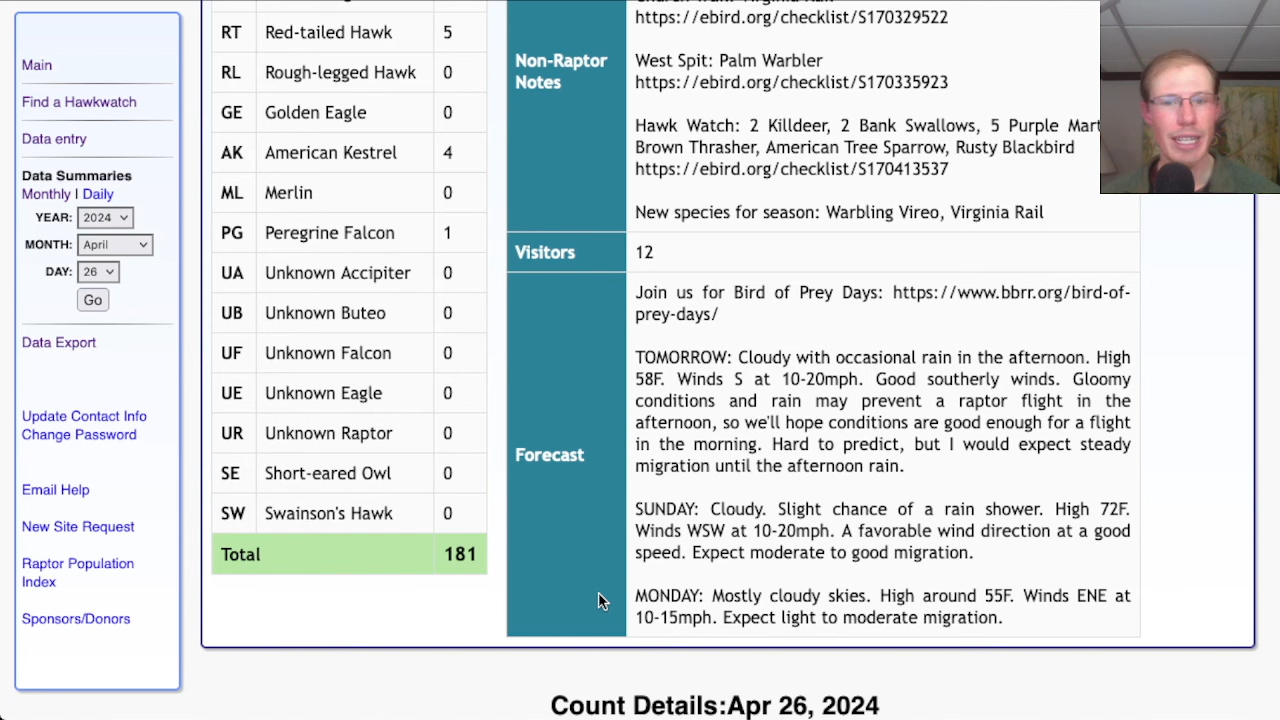 Main
Find a Hawkwatch
Data entry
Data Summaries
Monthly | Daily
YEAR: 2024
MONTH: April
DAY: 26
Go
Data Export
Update Contact Info
Change Password
Email Help
New Site Request
Raptor Population
Index
Sponsors/Donors
RT Red-tailed Hawk 5
RL Rough-legged Hawk 0
GE Golden Eagle 0
AK American Kestrel 4
ML Merlin 0
PG Peregrine Falcon 1
UA Unknown Accipiter 0
UB Unknown Buteo 0
UF Unknown Falcon 0
UE Unknown Eagle 0
UR Unknown Raptor 0
SE Short-eared Owl 0
SW Swainson's Hawk 0
Total 181
Non-Raptor
Notes
https://ebird.org/checklist/S170329522
West Spit: Palm Warbler
https://ebird.org/checklist/S170335923
Hawk Watch: 2 Killdeer, 2 Bank Swallows, 5 Purple Mart
Brown Thrasher, American Tree Sparrow, Rusty Blackbird
https://ebird.org/checklist/S170413537
New species for season: Warbling Vireo, Virginia Rail
Visitors 12
Forecast
Join us for Bird of Prey Days: https://www.bbrr.org/bird-of-
prey-days/
TOMORROW: Cloudy with occasional rain in the afternoon. High
58F. Winds S at 10-20mph. Good southerly winds. Gloomy
conditions and rain may prevent a raptor flight in the
afternoon, so we'll hope conditions are good enough for a flight
in the morning. Hard to predict, but I would expect steady
migration until the afternoon rain.
SUNDAY: Cloudy. Slight chance of a rain shower. High 72F.
Winds WSW at 10-20mph. A favorable wind direction at a good
speed. Expect moderate to good migration.
MONDAY: Mostly cloudy skies. High around 55F. Winds ENE at
10-15mph. Expect light to moderate migration.
Count Details:Apr 26, 2024